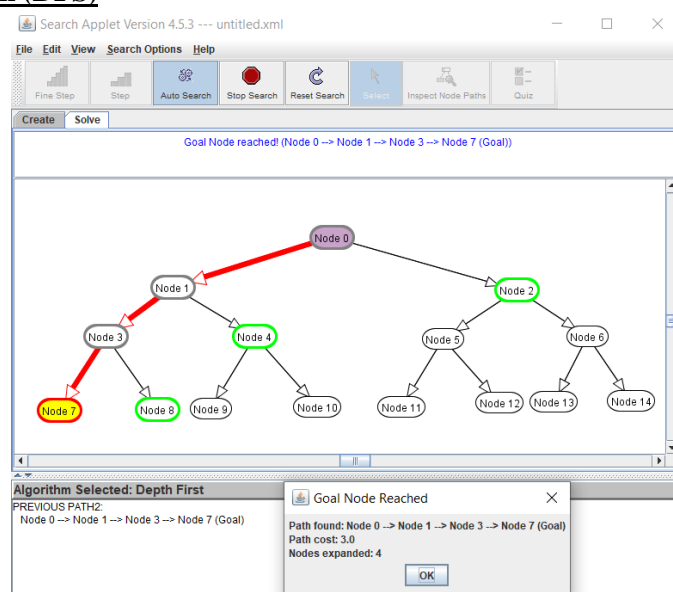 Search Applet Version 4.5.3 --- untitled.xml
File Edit View Search Options Help
Fine Step Step Auto Search Stop Search Reset Search Select Inspect Node Paths Quiz
Create Solve
Goal Node reached! (Node 0 --> Node 1 --> Node 3 --> Node 7 (Goal))
Node 0
Node 1 Node 2
Node 3 Node 4 Node 5 Node 6
Node 7 Node 8 Node 9 Node 10 Node 11 Node 12 Node 13 Node 14
Algorithm Selected: Depth First
PREVIOUS PATH2:
Node 0 --> Node 1 --> Node 3 --> Node 7 (Goal)
Goal Node Reached
Path found: Node 0 --> Node 1 --> Node 3 --> Node 7 (Goal)
Path cost: 3.0
Nodes expanded: 4
OK